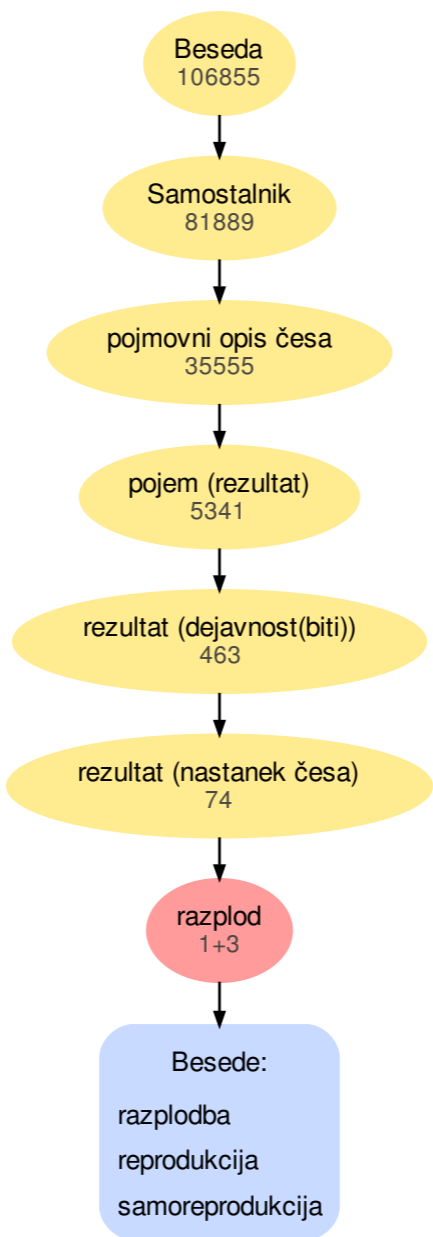 Beseda
106855
Samostalnik
81889
pojmovni opis česa
35555
pojem (rezultat)
5341
rezultat (dejavnost(biti))
463
rezultat (nastanek česa)
74
razplod
1+3
Besede:
razplodba
reprodukcija
samoreprodukcija